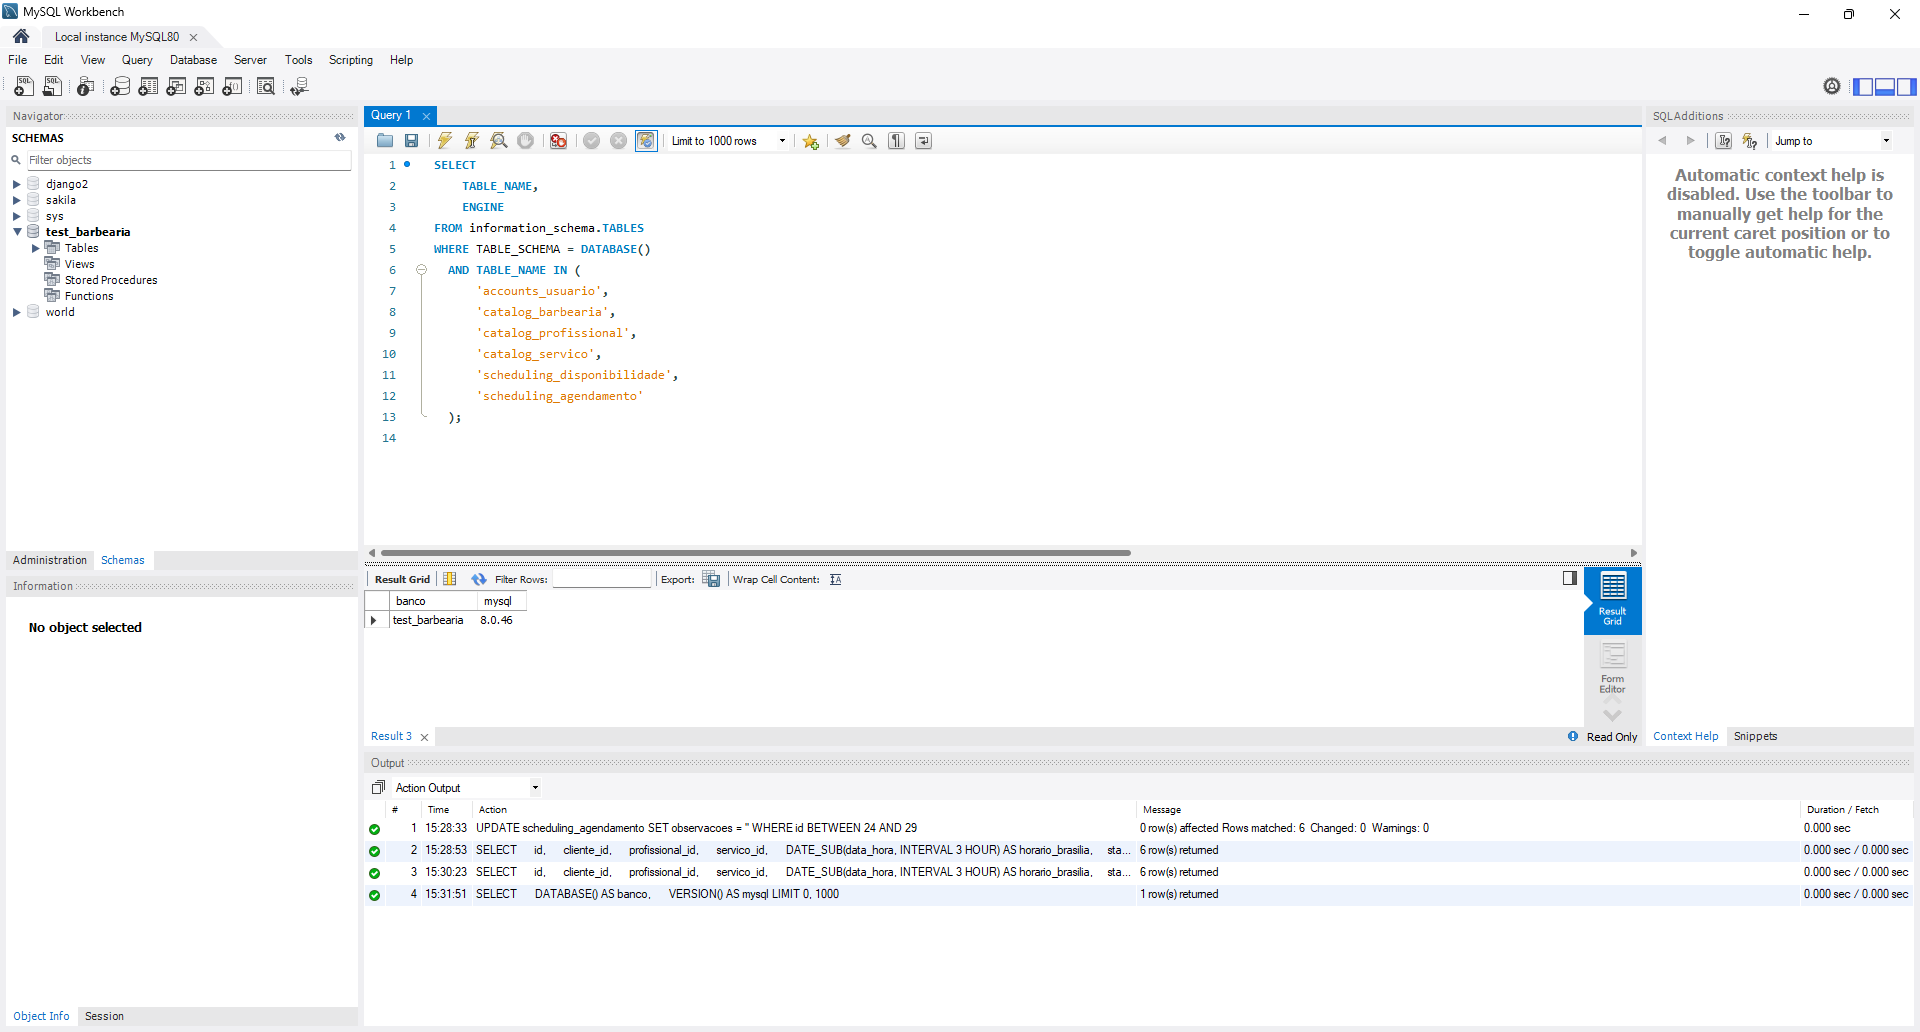 MySQL Workbench
Local instance MySQL80
File Edit View Query Database Server Tools Scripting Help
Navigator
SCHEMAS
Filter objects
django2
sakila
sys
test_barbearia
Tables
Views
Stored Procedures
Functions
world
Administration Schemas
Information
No object selected
Object Info Session
Query 1
Limit to 1000 rows
1 SELECT
2 TABLE_NAME,
3 ENGINE
4 FROM information_schema.TABLES
5 WHERE TABLE_SCHEMA = DATABASE()
6 AND TABLE_NAME IN (
7 'accounts_usuario',
8 'catalog_barbearia',
9 'catalog_profissional',
10 'catalog_servico',
11 'scheduling_disponibilidade',
12 'scheduling_agendamento'
13 );
14
Result Grid Filter Rows: Export: Wrap Cell Content:
banco mysql
test_barbearia 8.0.46
Result Grid
Form Editor
Result 3 Read Only
SQLAdditions
Jump to
Automatic context help is
disabled. Use the toolbar to
manually get help for the
current caret position or to
toggle automatic help.
Context Help Snippets
Output
Action Output
# Time Action Message Duration / Fetch
1 15:28:33 UPDATE scheduling_agendamento SET observacoes = '' WHERE id BETWEEN 24 AND 29 0 row(s) affected Rows matched: 6 Changed: 0 Warnings: 0 0.000 sec
2 15:28:53 SELECT id, cliente_id, profissional_id, servico_id, DATE_SUB(data_hora, INTERVAL 3 HOUR) AS horario_brasilia, sta... 6 row(s) returned 0.000 sec / 0.000 sec
3 15:30:23 SELECT id, cliente_id, profissional_id, servico_id, DATE_SUB(data_hora, INTERVAL 3 HOUR) AS horario_brasilia, sta... 6 row(s) returned 0.000 sec / 0.000 sec
4 15:31:51 SELECT DATABASE() AS banco, VERSION() AS mysql LIMIT 0, 1000 1 row(s) returned 0.000 sec / 0.000 sec